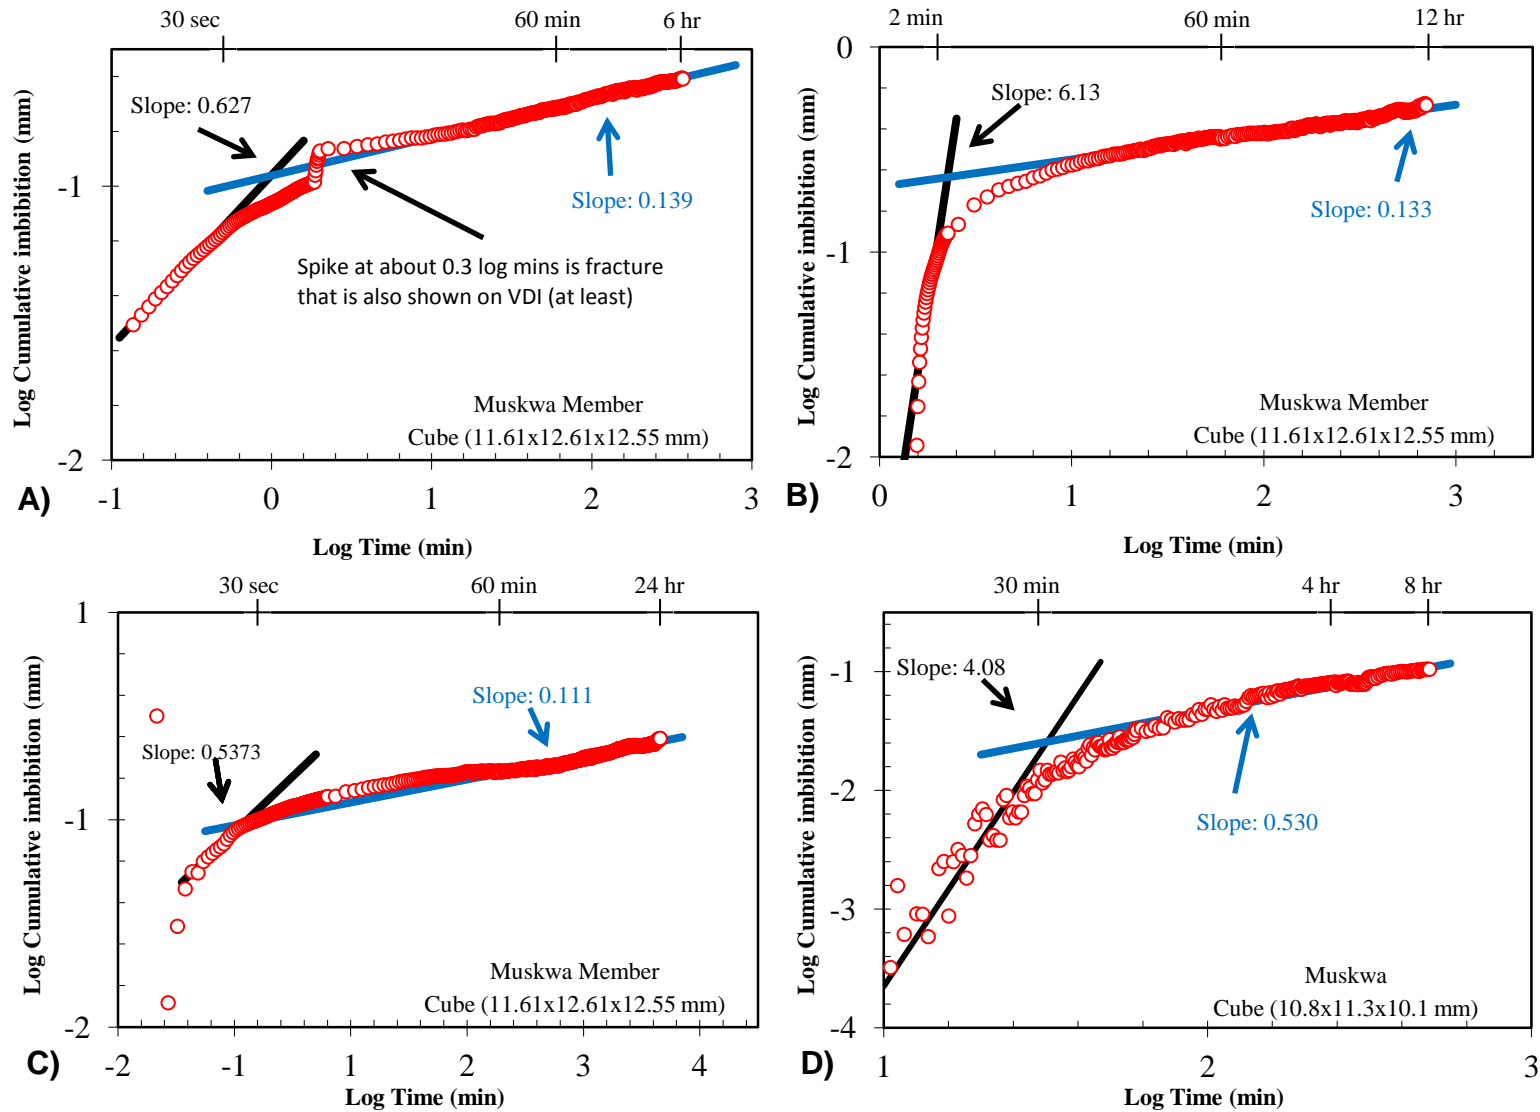 30 sec
60 min
6 hr
Log Cumulative imbibition (mm)
Slope: 0.627
-1
Slope: 0.139
Spike at about 0.3 log mins is fracture
that is also shown on VDI (at least)
Muskwa Member
Cube (11.61x12.61x12.55 mm)
-2
-1
0
1
2
3
A)
Log Time (min)
2 min
60 min
12 hr
0
Log Cumulative imbibition (mm)
Slope: 6.13
-1
Slope: 0.133
Muskwa Member
Cube (11.61x12.61x12.55 mm)
-2
0
1
2
3
B)
Log Time (min)
30 sec
60 min
24 hr
1
Log Cumulative imbibition (mm)
Slope: 0.111
Slope: 0.5373
-1
Muskwa Member
Cube (11.61x12.61x12.55 mm)
-2
-2
-1
1
2
3
4
C)
Log Time (min)
30 min
4 hr
8 hr
Log Cumulative imbibition (mm)
Slope: 4.08
-1
-2
Slope: 0.530
-3
Muskwa
Cube (10.8x11.3x10.1 mm)
-4
1
2
3
D)
Log Time (min)